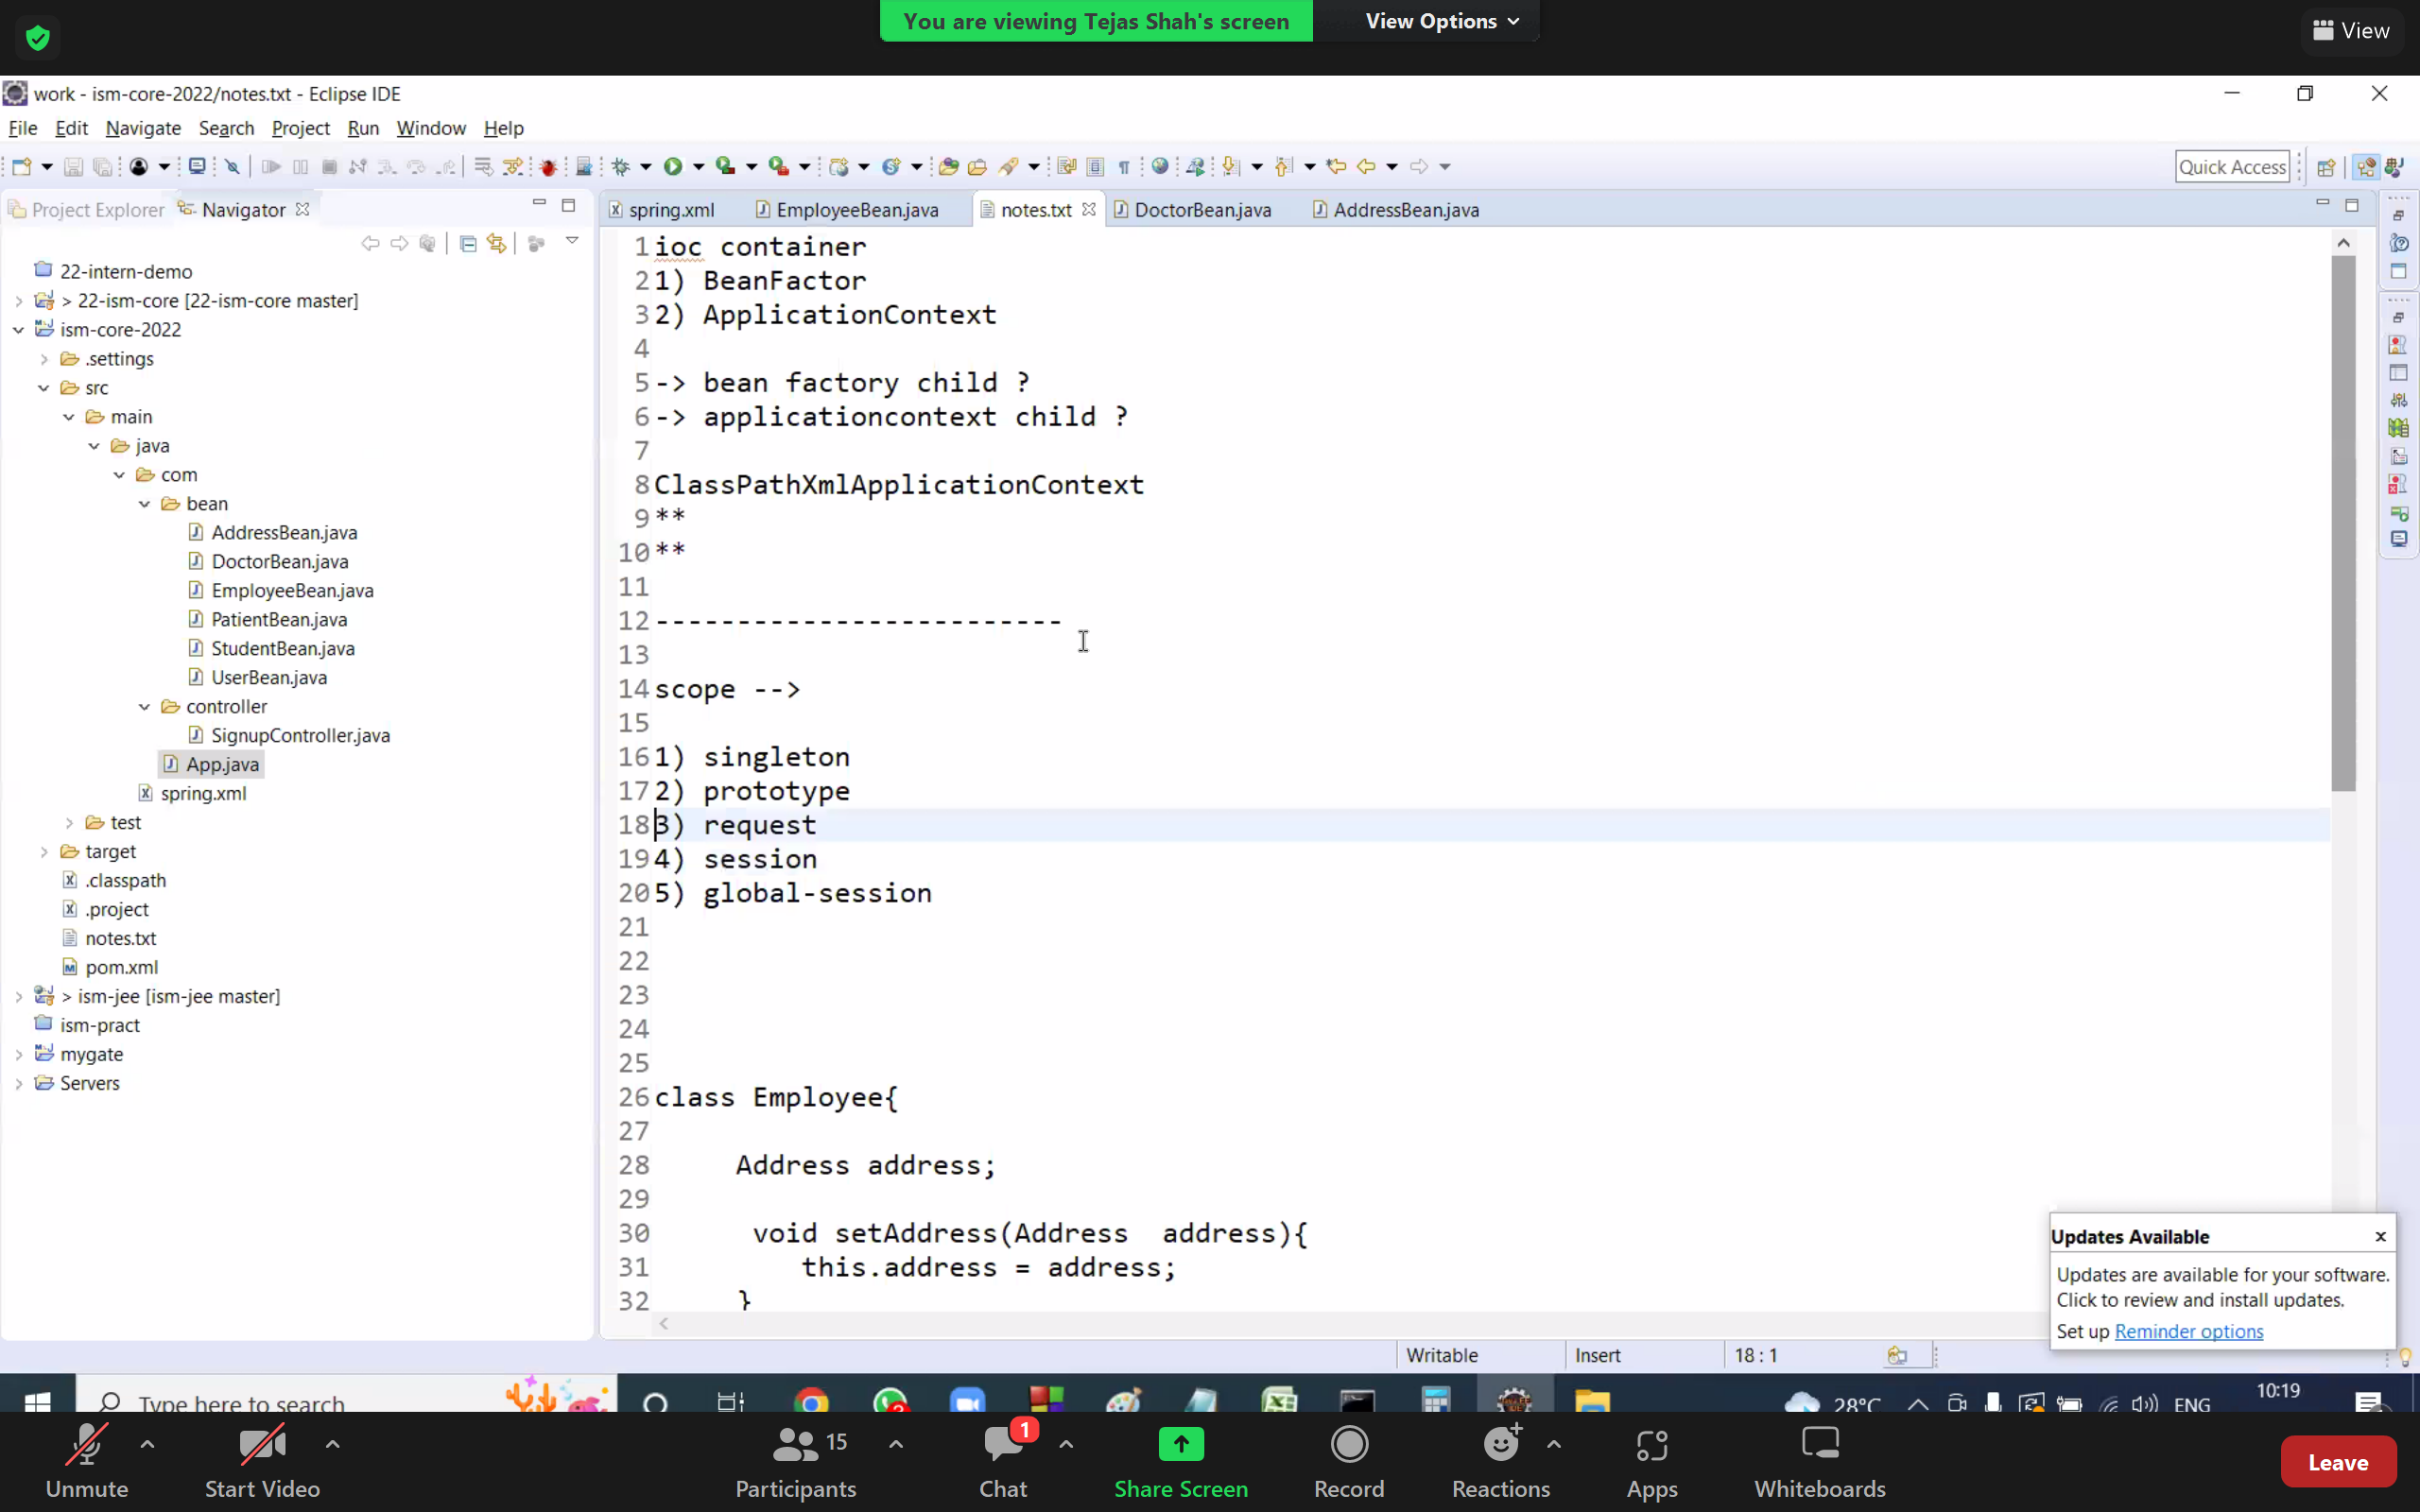 You are viewing Tejas Shah's screen
View Options
View
work - ism-core-2022/notes.txt - Eclipse IDE
File Edit Navigate Search Project Run Window Help
Quick Access
Project Explorer
Navigator
spring.xml
EmployeeBean.java
notes.txt
DoctorBean.java
AddressBean.java
22-intern-demo
> 22-ism-core [22-ism-core master]
ism-core-2022
.settings
src
main
java
com
bean
AddressBean.java
DoctorBean.java
EmployeeBean.java
PatientBean.java
StudentBean.java
UserBean.java
controller
SignupController.java
App.java
spring.xml
test
target
.classpath
.project
notes.txt
pom.xml
> ism-jee [ism-jee master]
ism-pract
mygate
Servers
1 ioc container
2 1) BeanFactor
3 2) ApplicationContext
4
5 -> bean factory child ?
6 -> applicationcontext child ?
7
8 ClassPathXmlApplicationContext
9 **
10 **
11
12 -------------------------
13
14 scope -->
15
16 1) singleton
17 2) prototype
18 3) request
19 4) session
20 5) global-session
21
22
23
24
25
26 class Employee{
27
28 Address address;
29
30 void setAddress(Address address){
31 this.address = address;
32 }
Updates Available x
Updates are available for your software.
Click to review and install updates.
Set up Reminder options
Writable
Insert
18 : 1
Type here to search
28°C
ENG
10:19
Unmute
Start Video
15
Participants
1
Chat
Share Screen
Record
Reactions
Apps
Whiteboards
Leave